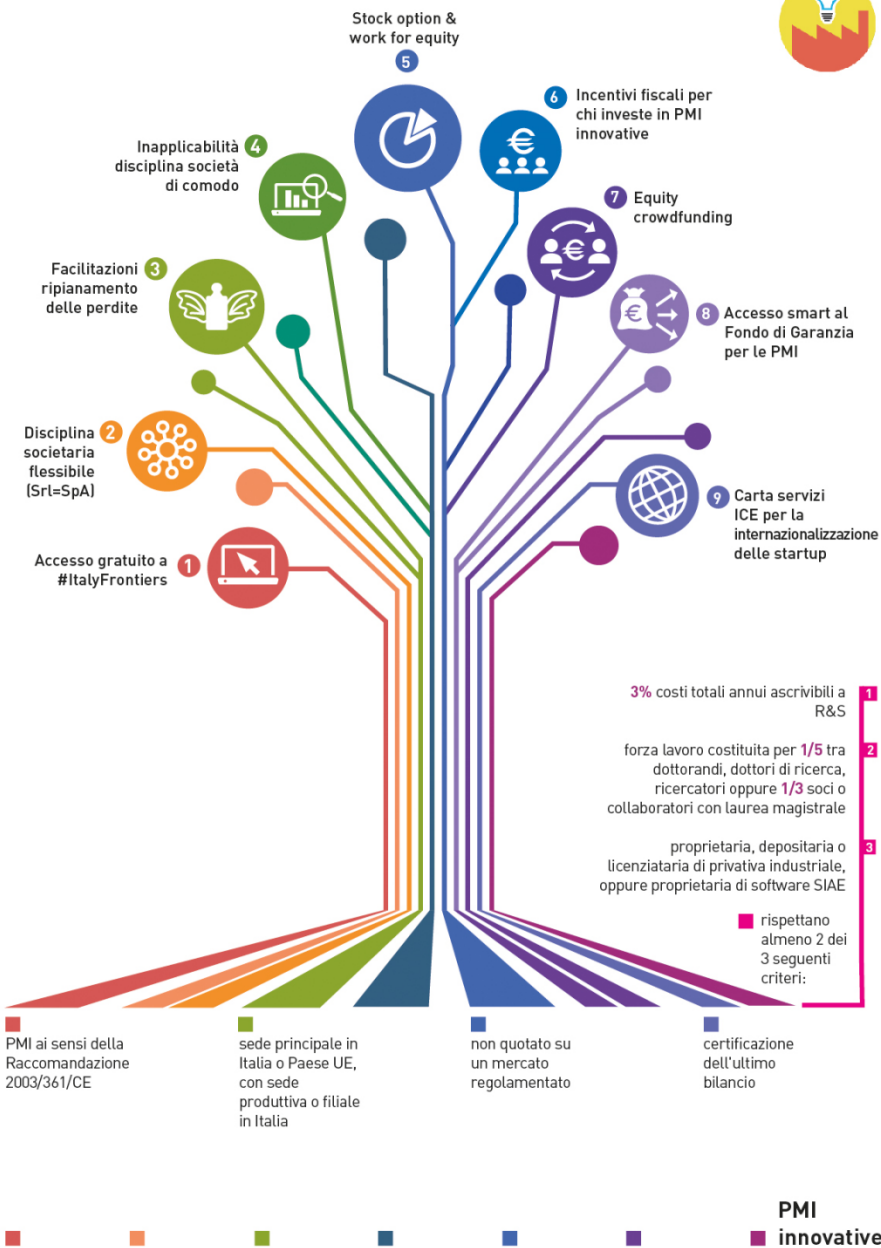 Stock option &
work for equity
5
6
Incentivi fiscali per
chi investe in PMI
innovative
Inapplicabilità
disciplina società
di comodo
4
7
Equity
crowdfunding
Facilitazioni
ripianamento
delle perdite
3
8
Accesso smart al
Fondo di Garanzia
per le PMI
Disciplina
societaria
flessibile
(Srl=SpA)
2
9
Carta servizi
ICE per la
internazionalizzazione
delle startup
Accesso gratuito a
#ItalyFrontiers
1
€
€
€
3% costi totali annui ascrivibili a
R&S
1
forza lavoro costituita per 1/5 tra
dottorandi, dottori di ricerca,
ricercatori oppure 1/3 soci o
collaboratori con laurea magistrale
2
proprietaria, depositaria o
licenziataria di privativa industriale,
oppure proprietaria di software SIAE
3
rispettano
almeno 2 dei
3 seguenti
criteri:
PMI ai sensi della
Raccomandazione
2003/361/CE
sede principale in
Italia o Paese UE,
con sede
produttiva o filiale
in Italia
non quotato su
un mercato
regolamentato
certificazione
dell'ultimo
bilancio
PMI
innovative